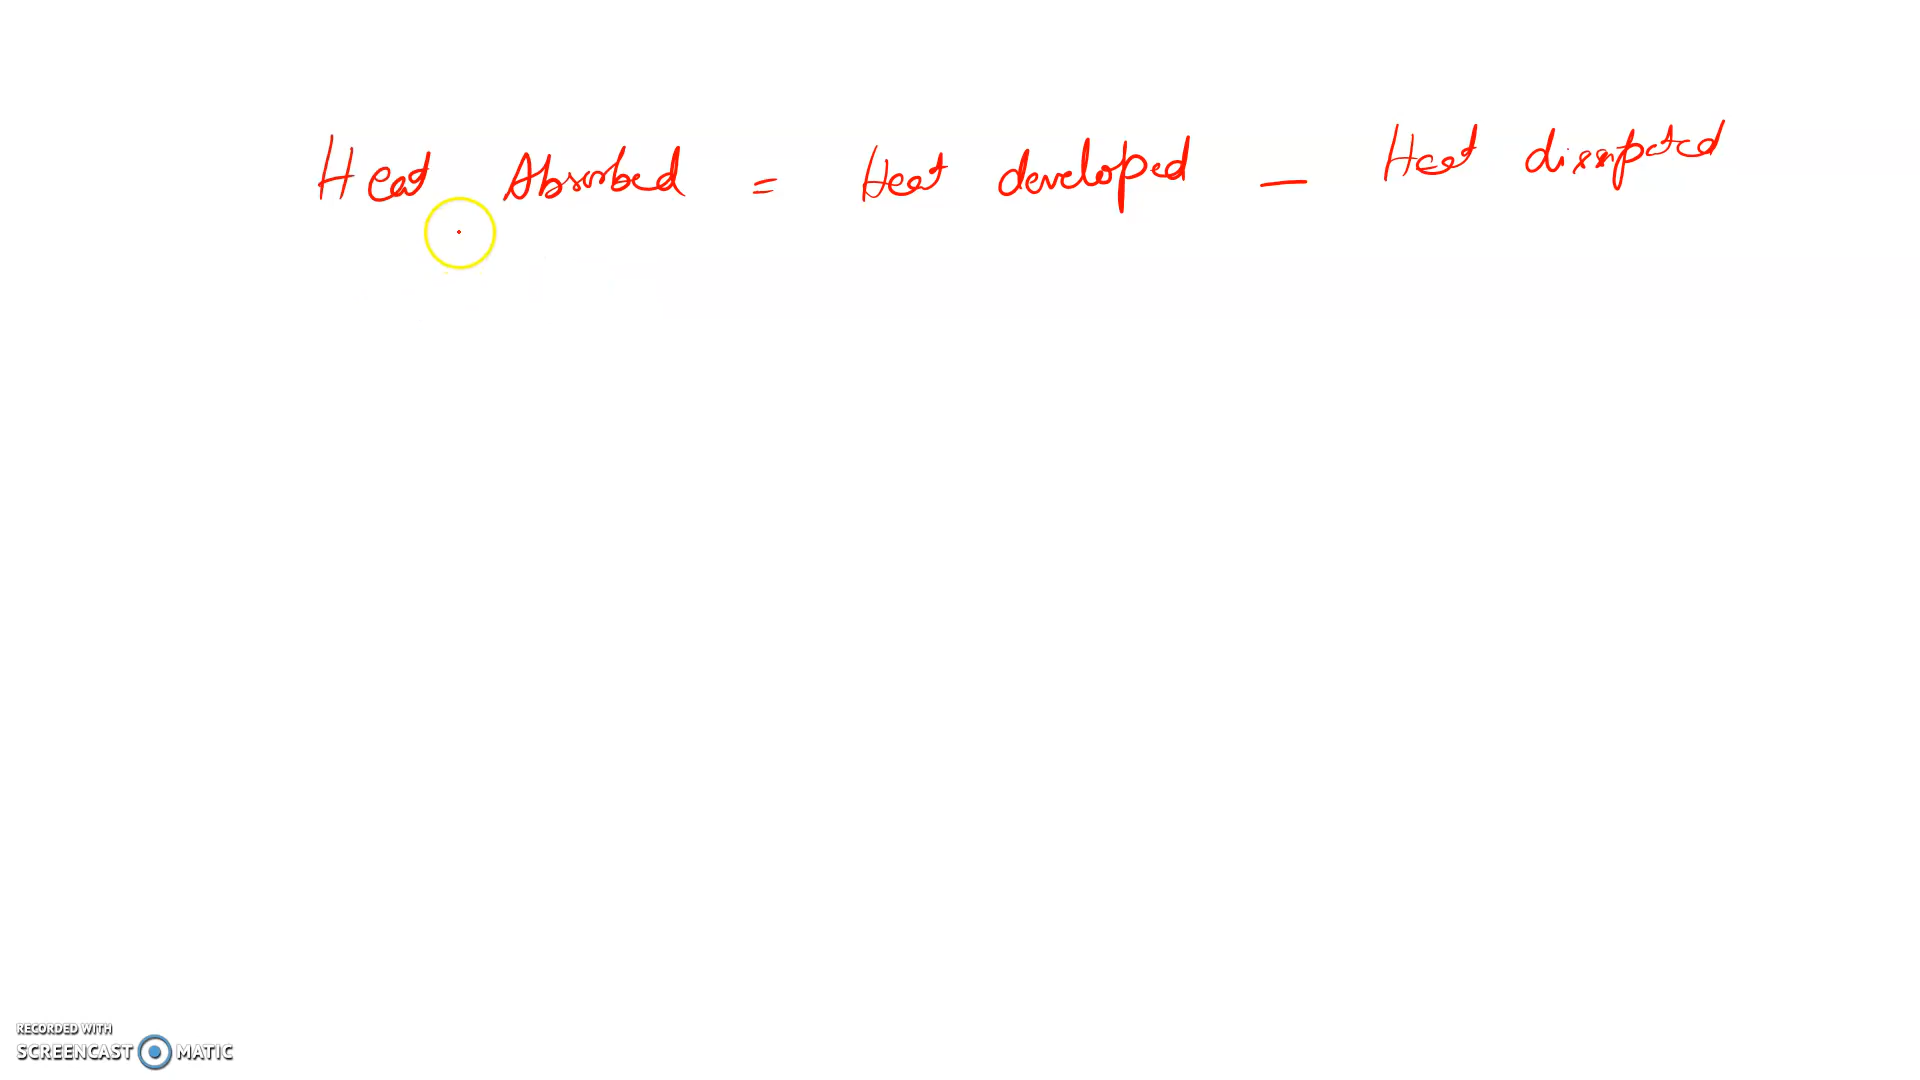 Heat Absorbed = Heat developed — Heat dissipated
RECORDED WITH
SCREENCAST MATIC